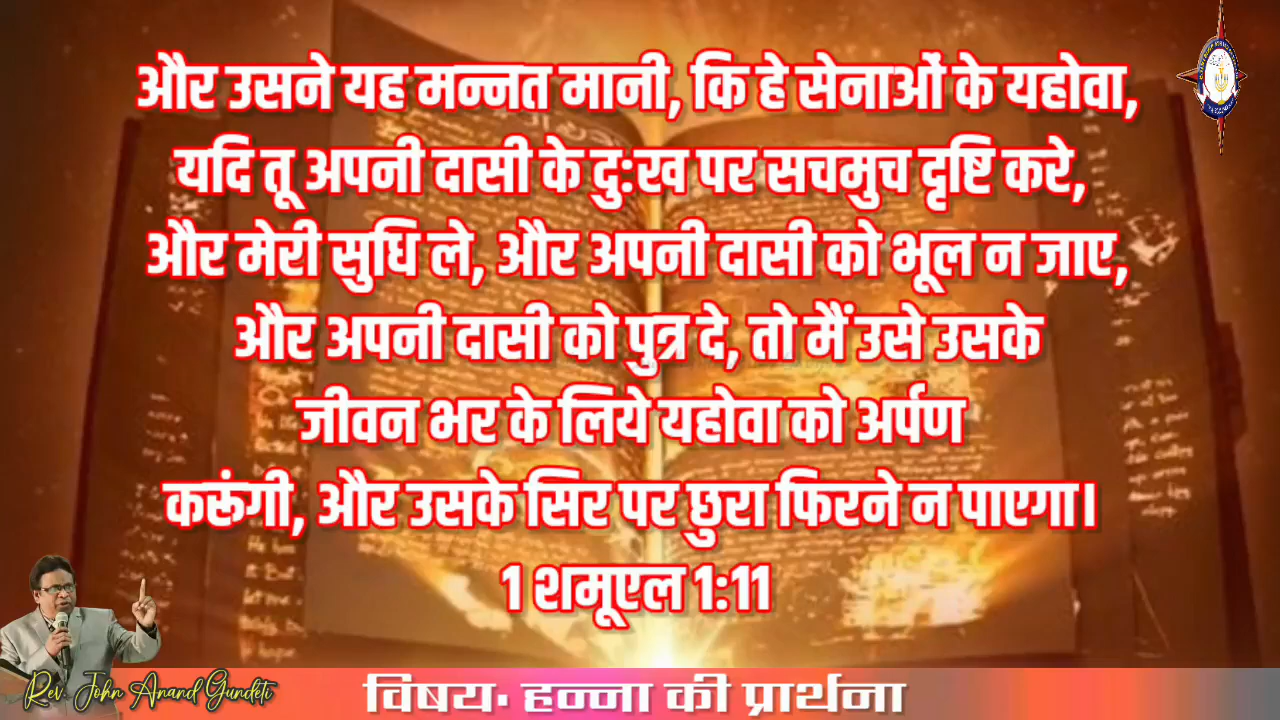 और उसने यह मन्नत मानी, कि हे सेनाओं के यहोवा,
यदि तू अपनी दासी के दु:ख पर सचमुच दृष्टि करे,
और मेरी सुधि ले, और अपनी दासी को भूल न जाए,
और अपनी दासी को पुत्र दे, तो मैं उसे उसके
जीवन भर के लिये यहोवा को अर्पण
करूंगी, और उसके सिर पर छुरा फिरने न पाएगा।
1 शमूएल 1:11
Rev. John Anand Gundeti
विषय· हन्ना की प्रार्थना